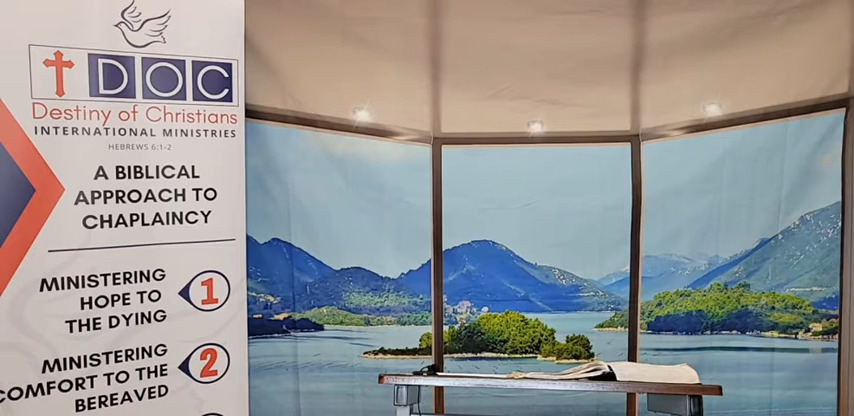 DOC
Destiny of Christians
INTERNATIONAL MINISTRIES
HEBREWS 6:1-2
A BIBLICAL
APPROACH TO
CHAPLAINCY
MINISTERING
HOPE TO
THE DYING
1
MINISTERING
COMFORT TO THE
BEREAVED
2